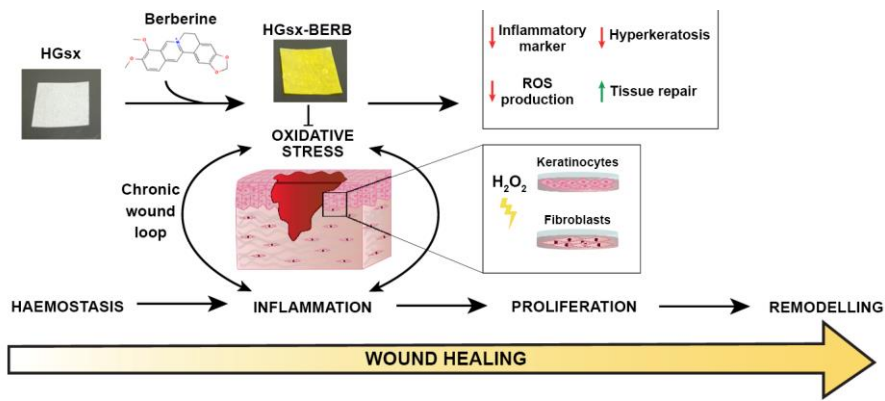 HGsx
Berberine
HGsx-BERB
Inflammatory
marker
Hyperkeratosis
ROS
production
Tissue repair
OXIDATIVE
STRESS
Chronic
wound
loop
H2O2
Keratinocytes
Fibroblasts
HAEMOSTASIS
INFLAMMATION
PROLIFERATION
REMODELLING
WOUND HEALING